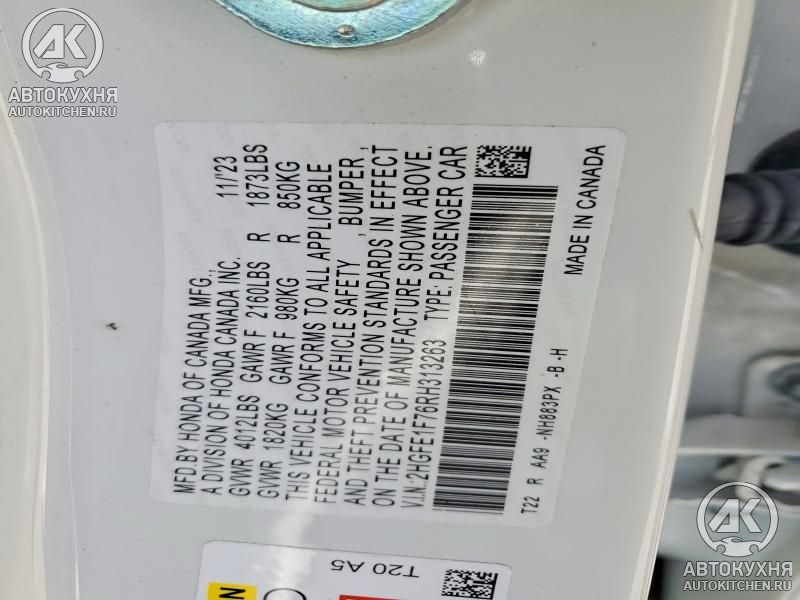 AK
АВТОКУХНЯ
AUTOKITCHEN.RU
MFD.BY HONDA OF CANADA MFG., 11/'23
A DIVISION OF HONDA CANADA INC.
GVWR 4012LBS GAWR F 2160LBS R 1873LBS
GVWR 1820KG GAWR F 980KG R 850KG
THIS VEHICLE CONFORMS TO ALL APPLICABLE
FEDERAL MOTOR VEHICLE SAFETY , BUMPER,
AND THEFT PREVENTION STANDARDS IN EFFECT
ON THE DATE OF MANUFACTURE SHOWN ABOVE.
V.I.N: 2HGFE1F76RH313263 TYPE: PASSENGER CAR
T22 R AA9 -NH883PX -B -H
MADE IN CANADA
T20 A5
AK
АВТОКУХНЯ
AUTOKITCHEN.RU